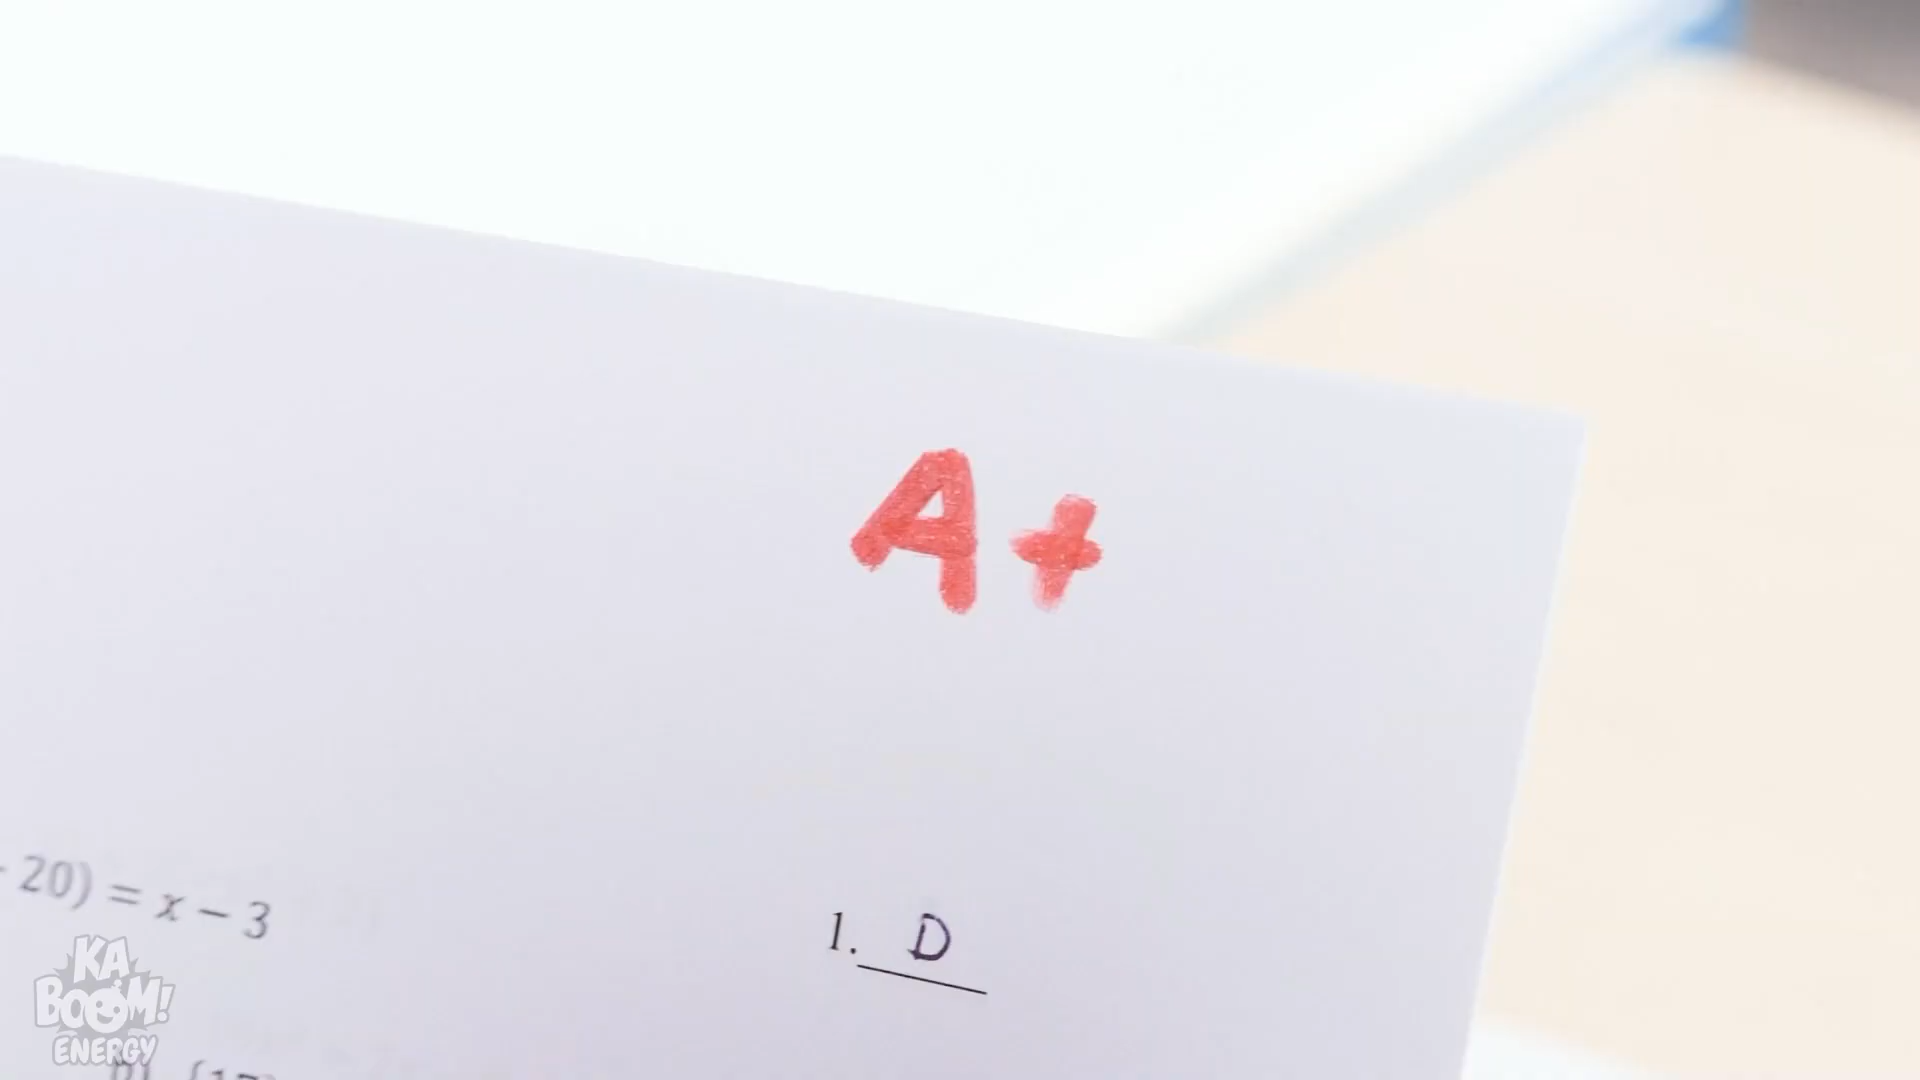 A+
20) = x – 3
1. D
KA
BOOM!
ENERGY